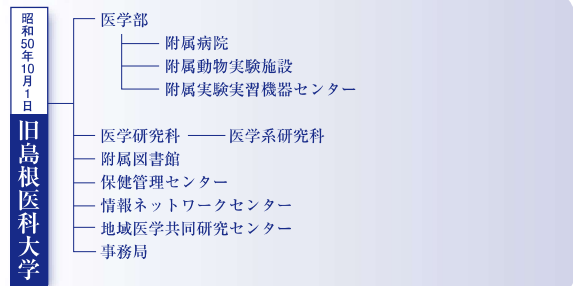 昭和50年10月1日
旧島根医科大学
医学部
附属病院
附属動物実験施設
附属実験実習機器センター
医学研究科 医学系研究科
附属図書館
保健管理センター
情報ネットワークセンター
地域医学共同研究センター
事務局